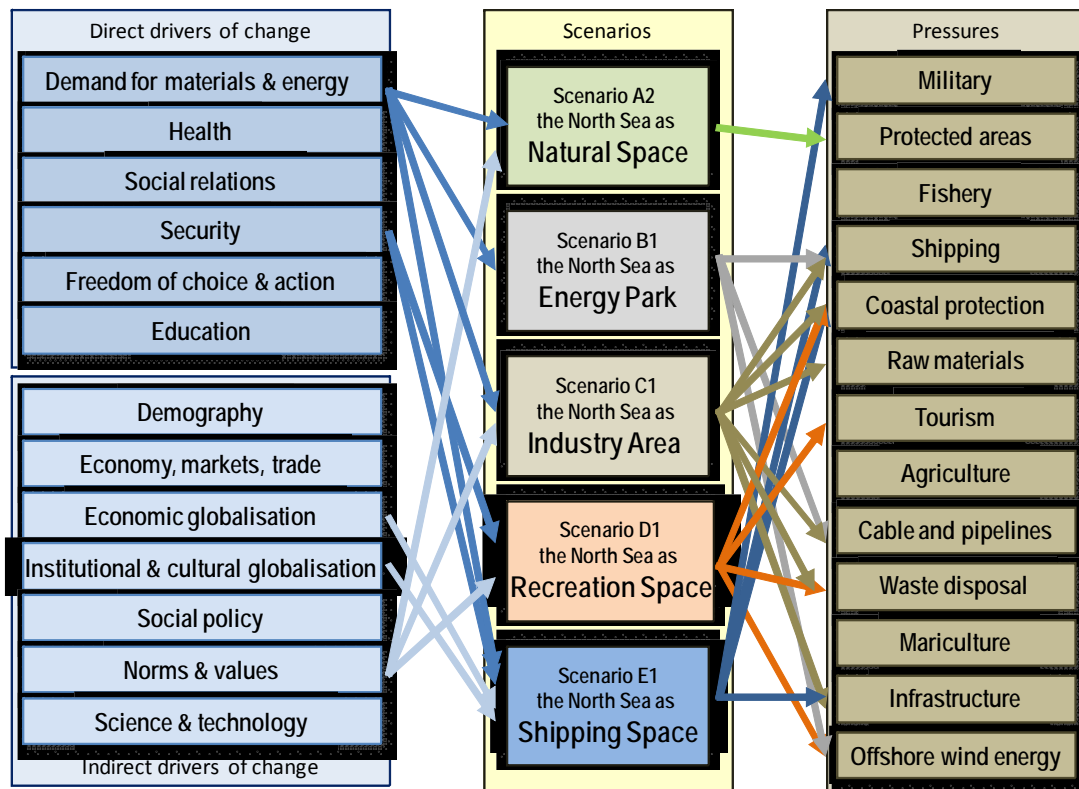 Direct drivers of change
Demand for materials & energy
Health
Social relations
Security
Freedom of choice & action
Education
Demography
Economy, markets, trade
Economic globalisation
Institutional & cultural globalisation
Social policy
Norms & values
Science & technology
Indirect drivers of change
Scenarios
Scenario A2
the North Sea as
Natural Space
Scenario B1
the North Sea as
Energy Park
Scenario C1
the North Sea as
Industry Area
Scenario D1
the North Sea as
Recreation Space
Scenario E1
the North Sea as
Shipping Space
Pressures
Military
Protected areas
Fishery
Shipping
Coastal protection
Raw materials
Tourism
Agriculture
Cable and pipelines
Waste disposal
Mariculture
Infrastructure
Offshore wind energy